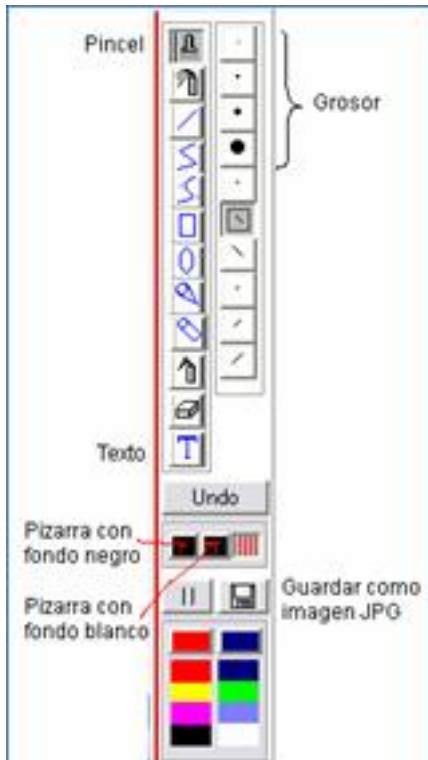 Pincel
Grosor
Texto
T
Undo
Pizarra con
fondo negro
Pizarra con
fondo blanco
Guardar como
imagen JPG